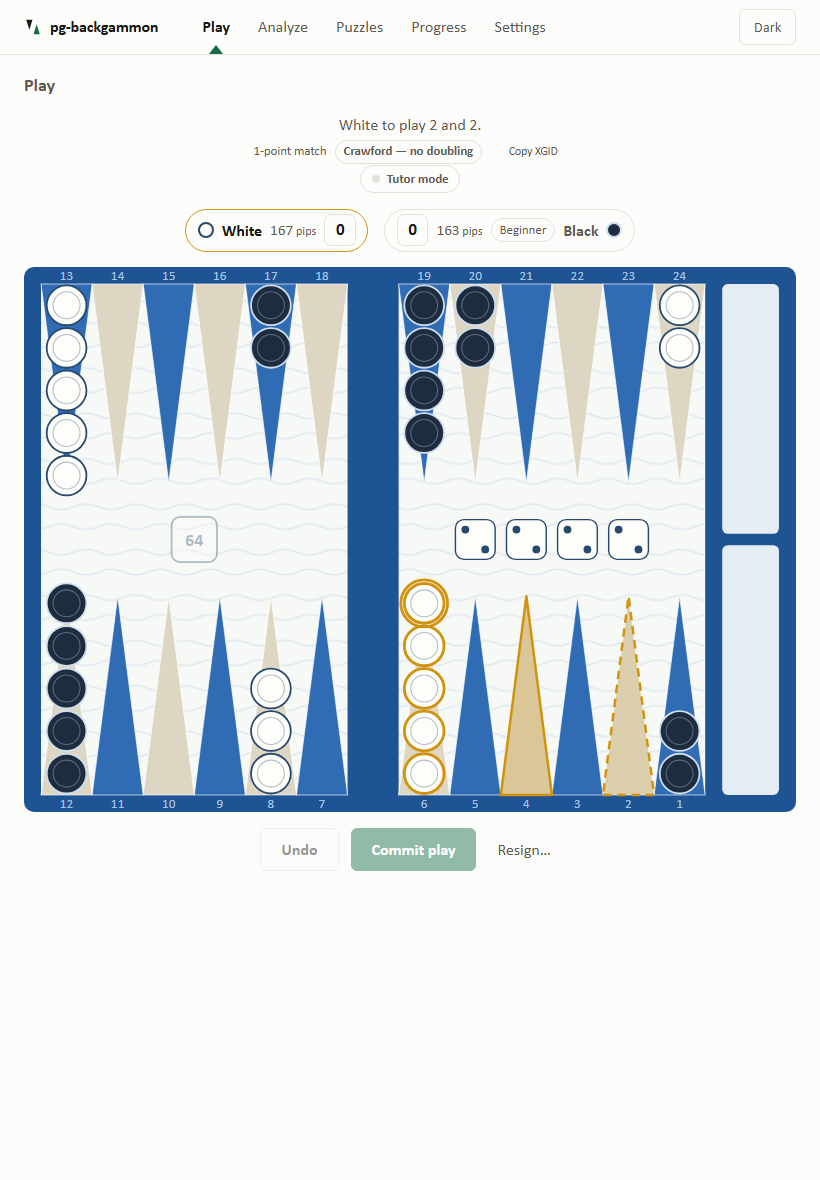 pg-backgammon Play Analyze Puzzles Progress Settings Dark
Play
White to play 2 and 2.
1-point match Crawford — no doubling Copy XGID
Tutor mode
White 167 pips 0 0 163 pips Beginner Black
13 14 15 16 17 18 19 20 21 22 23 24
64
12 11 10 9 8 7 6 5 4 3 2 1
Undo Commit play Resign...